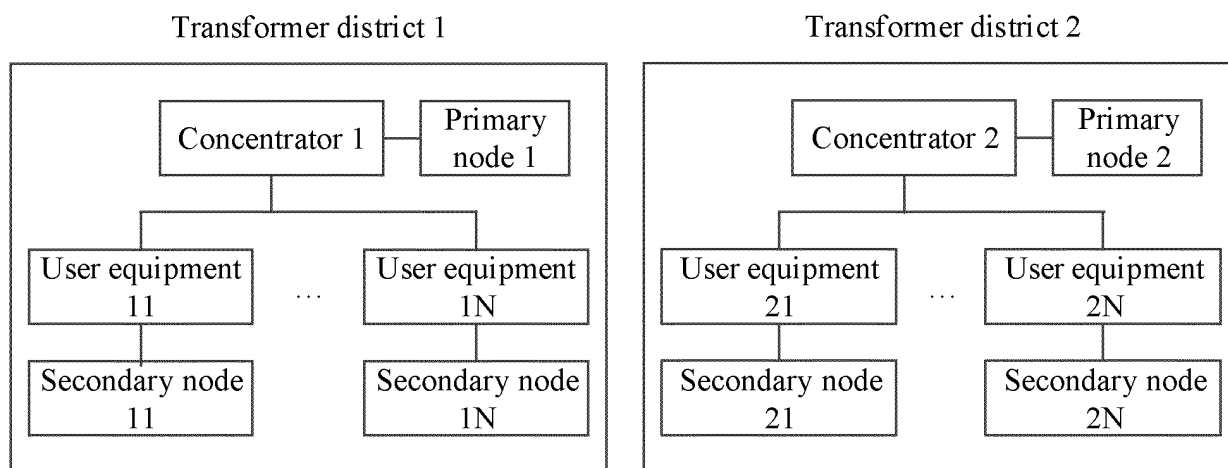 Transformer district 1
Concentrator 1
Primary
node 1
User equipment
11
...
User equipment
1N
Secondary node
11
Secondary node
1N
Transformer district 2
Concentrator 2
Primary
node 2
User equipment
21
...
User equipment
2N
Secondary node
21
Secondary node
2N